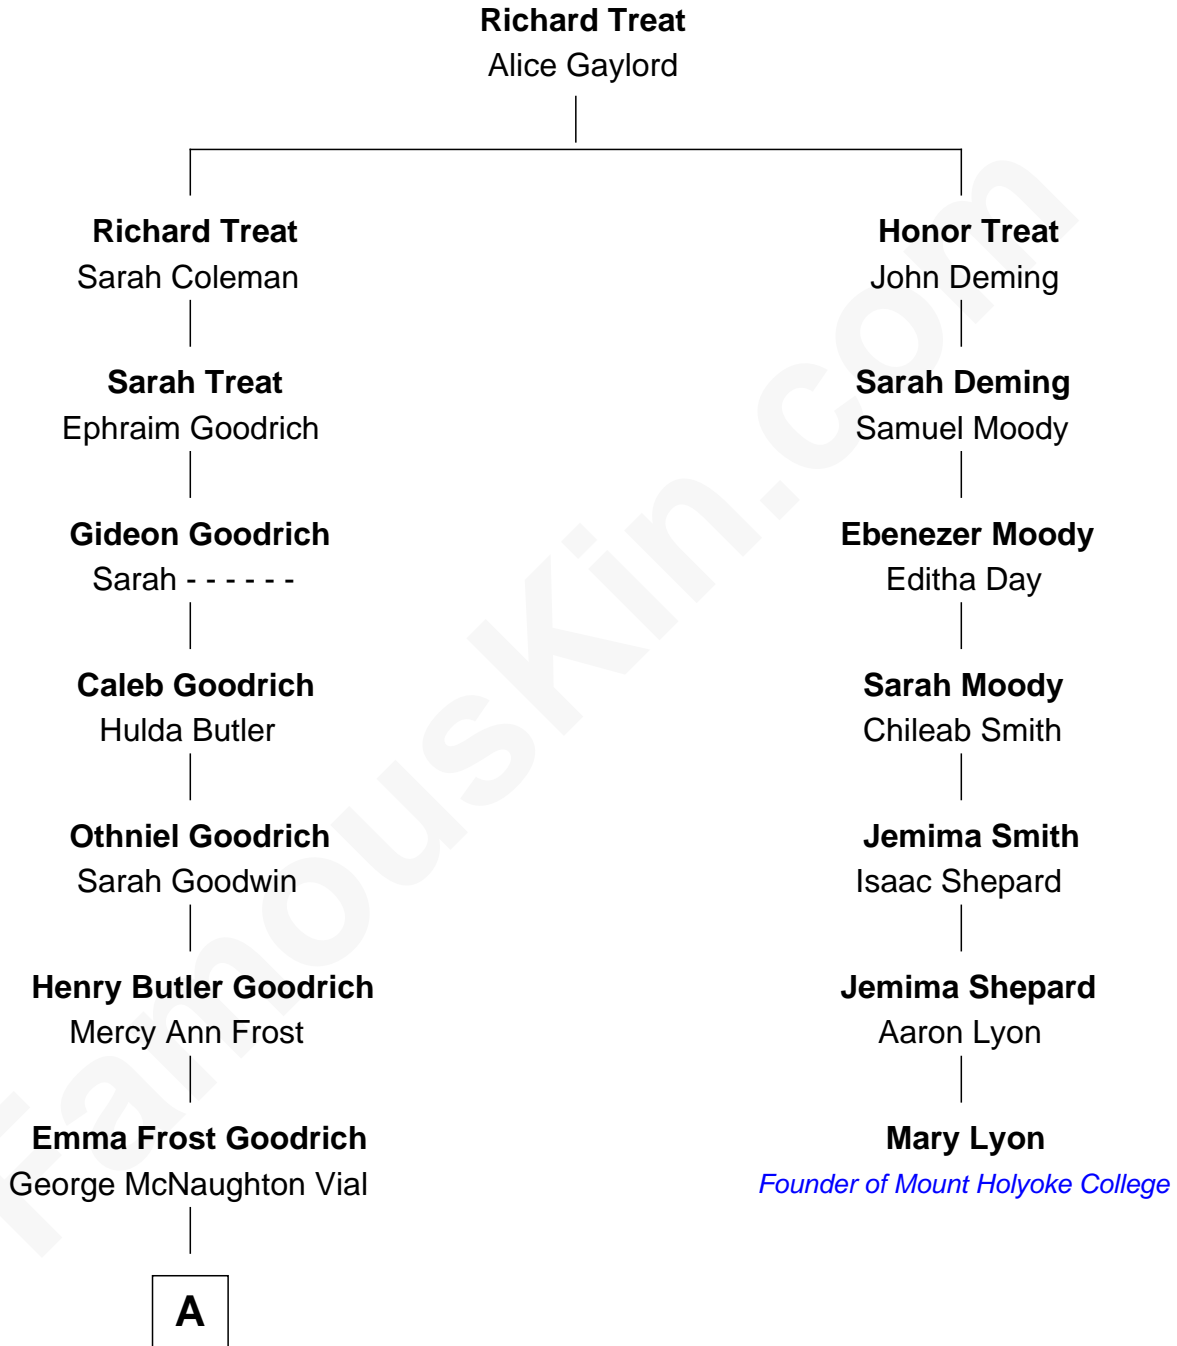 Richard Treat
Alice Gaylord
Richard Treat
Sarah Coleman
Honor Treat
John Deming
Sarah Treat
Ephraim Goodrich
Sarah Deming
Samuel Moody
Gideon Goodrich
Sarah - - - - - -
Ebenezer Moody
Editha Day
Caleb Goodrich
Hulda Butler
Sarah Moody
Chileab Smith
Othniel Goodrich
Sarah Goodwin
Jemima Smith
Isaac Shepard
Henry Butler Goodrich
Mercy Ann Frost
Jemima Shepard
Aaron Lyon
Emma Frost Goodrich
George McNaughton Vial
Mary Lyon
Founder of Mount Holyoke College
A
FamousKin.com